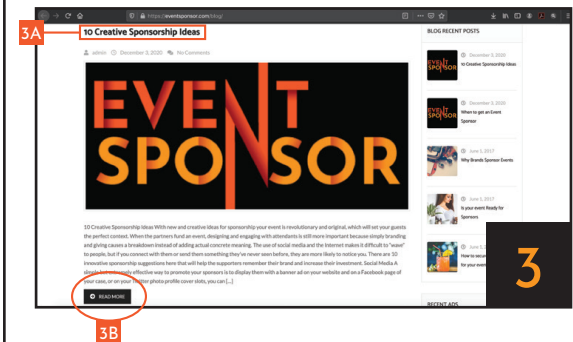 https://eventsponsor.com/blog/
3A
10 Creative Sponsorship Ideas
admin December 3, 2020 No Comments
EVENT
SPONSOR
10 Creative Sponsorship Ideas With new and creative ideas for sponsorship your event is revolutionary and original, which will set your guests
the perfect context. When the partners fund an event, designing and engaging with attendants is still more important because simply branding
and giving causes a breakdown instead of adding actual concrete meaning. The use of social media and the Internet makes it difficult to "wave"
to people, but if you connect with them or send them something they've never seen before, they are more likely to notice you. There are 10
innovative sponsorship suggestions here that will help the supporters remember their brand and increase their investment. Social Media A
simple but extremely effective way to promote your sponsors is to display them with a banner ad on your website and on a Facebook page of
your case, or on your Twitter photo profile cover slots, you can [...]
READ MORE
3B
BLOG RECENT POSTS
EVENT
SPONSOR
December 3, 2020
10 Creative Sponsorship Ideas
EVENT
SPONSOR
December 3, 2020
When to get an Event
Sponsor
June 1, 2017
Why Brands Sponsor Events
June 1, 2017
Is your event Ready for
Sponsors
June 1,
How to secu
for your even
RECENT ADS
3